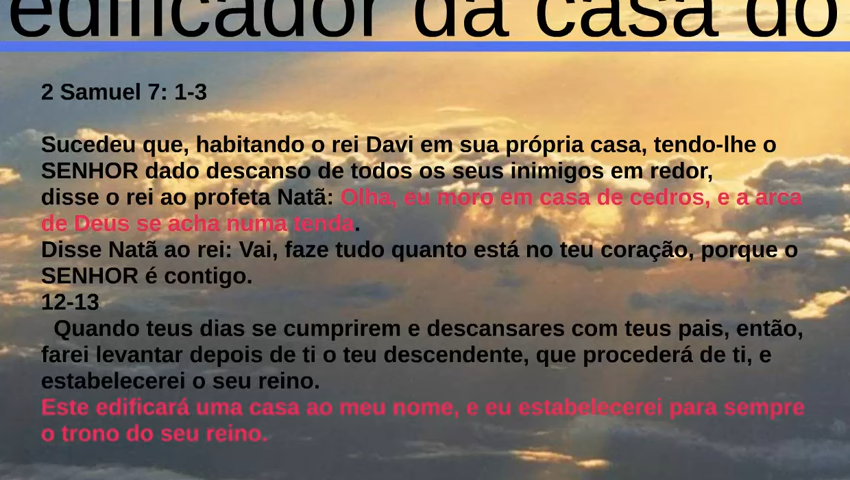 edificador da casa do
2 Samuel 7: 1-3
Sucedeu que, habitando o rei Davi em sua própria casa, tendo-lhe o
SENHOR dado descanso de todos os seus inimigos em redor,
disse o rei ao profeta Natã: Olha, eu moro em casa de cedros, e a arca
de Deus se acha numa tenda.
Disse Natã ao rei: Vai, faze tudo quanto está no teu coração, porque o
SENHOR é contigo.
12-13
Quando teus dias se cumprirem e descansares com teus pais, então,
farei levantar depois de ti o teu descendente, que procederá de ti, e
estabelecerei o seu reino.
Este edificará uma casa ao meu nome, e eu estabelecerei para sempre
o trono do seu reino.